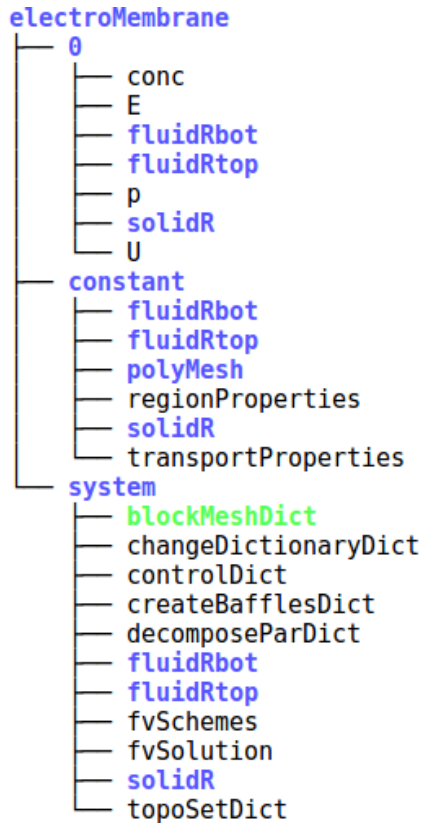 electroMembrane
0
conc
E
fluidRbot
fluidRtop
p
solidR
U
constant
fluidRbot
fluidRtop
polyMesh
regionProperties
solidR
transportProperties
system
blockMeshDict
changeDictionaryDict
controlDict
createBafflesDict
decomposeParDict
fluidRbot
fluidRtop
fvSchemes
fvSolution
solidR
topoSetDict